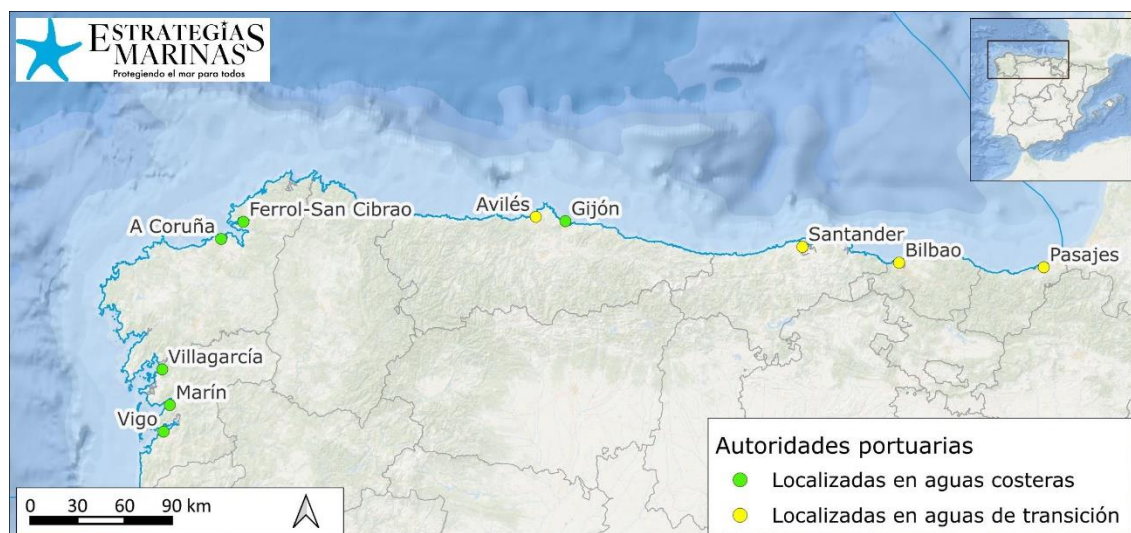 ESTRATEGIAS
MARINAS
Protegiendo el mar para todos
Ferrol-San Cibrao
A Coruña
Avilés
Gijón
Santander
Bilbao
Pasajes
Villagarcía
Marín
Vigo
Autoridades portuarias
Localizadas en aguas costeras
Localizadas en aguas de transición
0 30 60 90 km